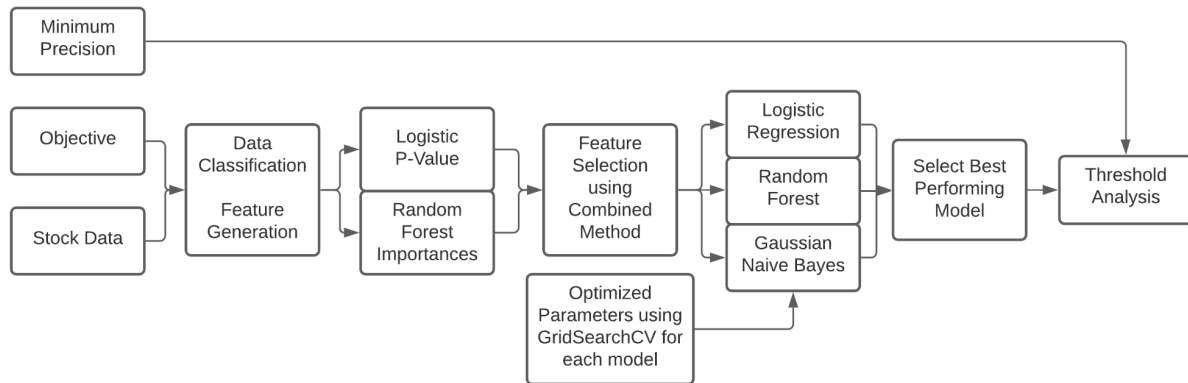 Minimum
Precision
Objective
Stock Data
Data
Classification
Feature
Generation
Logistic
P-Value
Random
Forest
Importances
Feature
Selection
using
Combined
Method
Logistic
Regression
Random
Forest
Gaussian
Naive Bayes
Optimized
Parameters using
GridSearchCV for
each model
Select Best
Performing
Model
Threshold
Analysis